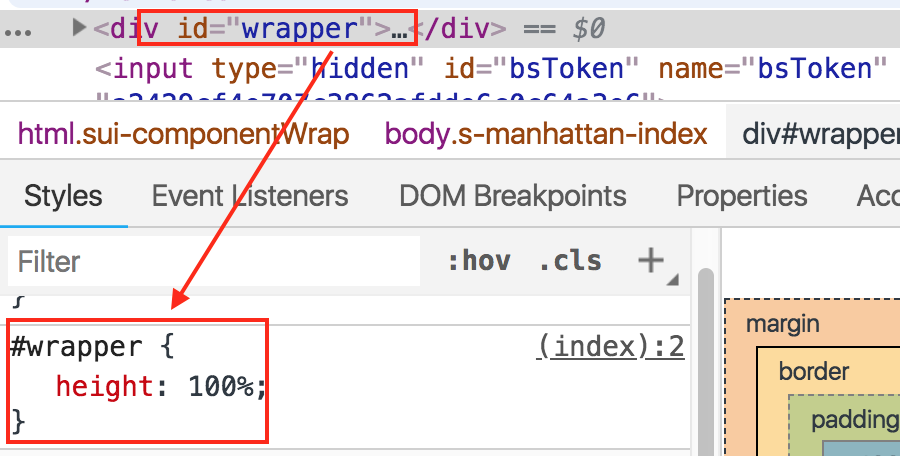 ... ▶<div id="wrapper">…</div> == $0
<input type="hidden" id="bsToken" name="bsToken"
html.sui-componentWrap body.s-manhattan-index div#wrapper
Styles Event Listeners DOM Breakpoints Properties Acc
Filter :hov .cls +
}
#wrapper { (index):2
height: 100%;
}
margin
border
padding